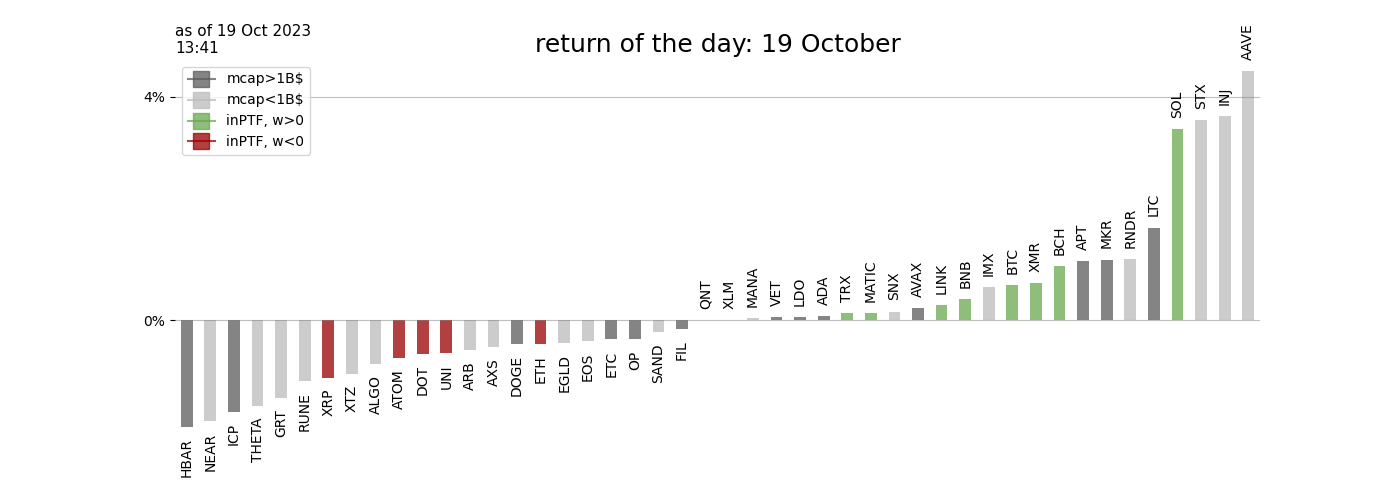 as of 19 Oct 2023
13:41
return of the day: 19 October
mcap>1B$
mcap<1B$
inPTF, w>0
inPTF, w<0
4%
0%
HBAR
NEAR
ICP
THETA
GRT
RUNE
XRP
XTZ
ALGO
ATOM
DOT
UNI
ARB
AXS
DOGE
ETH
EGLD
EOS
ETC
OP
SAND
FIL
QNT
XLM
MANA
VET
LDO
ADA
TRX
MATIC
SNX
AVAX
LINK
BNB
IMX
BTC
XMR
BCH
APT
MKR
RNDR
LTC
SOL
STX
INJ
AAVE